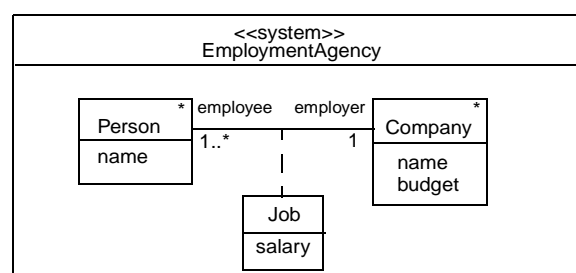 <<system>>
EmploymentAgency
* employee employer *
Person Company
1..* 1
name name
budget
Job
salary